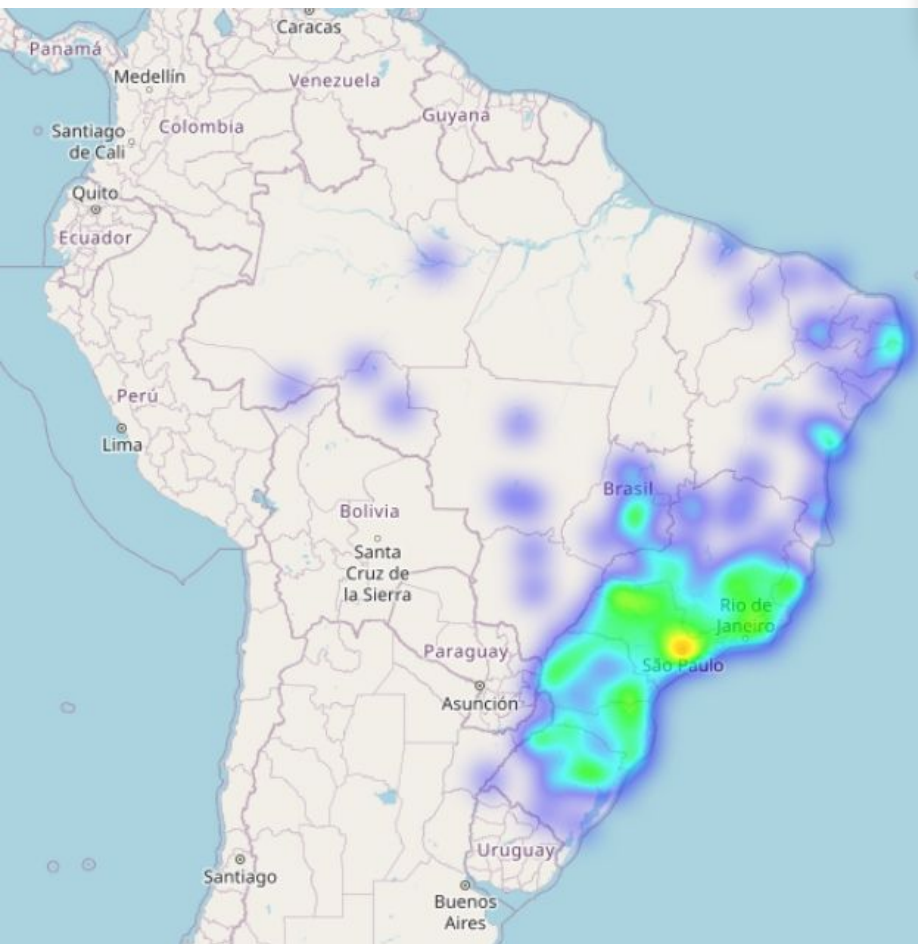 Caracas
Panamá
Medellín
Venezuela
Guyana
Colombia
Santiago
de Cali
Quito
Ecuador
Perú
Lima
Brasil
Bolivia
Santa
Cruz de
la Sierra
Rio de
Janeiro
Paraguay
São Paulo
Asunción
Uruguay
Santiago
Buenos
Aires